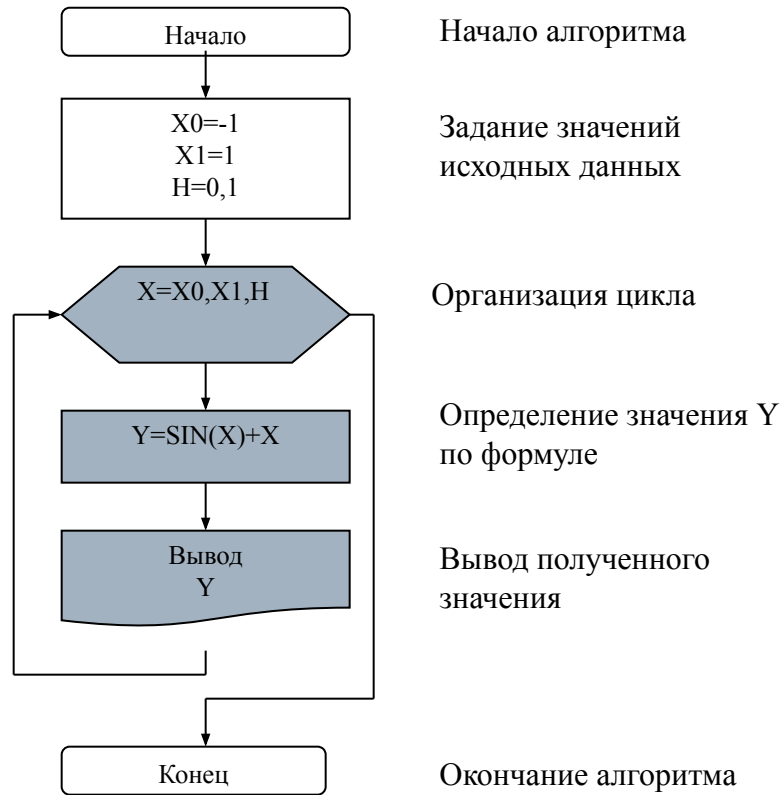 Начало
Начало алгоритма
X0=-1
X1=1
H=0,1
Задание значений
исходных данных
X=X0,X1,H
Организация цикла
Y=SIN(X)+X
Определение значения Y
по формуле
Вывод
Y
Вывод полученного
значения
Конец
Окончание алгоритма